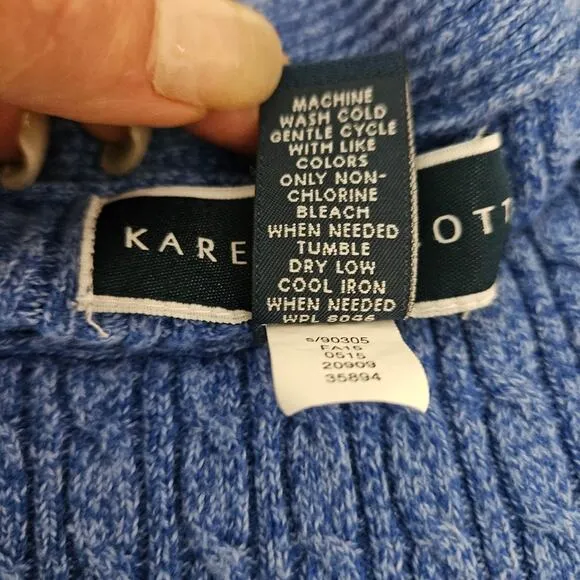 MACHINE
WASH COLD
GENTLE CYCLE
WITH LIKE
COLORS
ONLY NON-
CHLORINE
BLEACH
WHEN NEEDED
TUMBLE
DRY LOW
COOL IRON
WHEN NEEDED
WPL 8046
KARE OTT
s/90305
FA15
0515
20909
35894